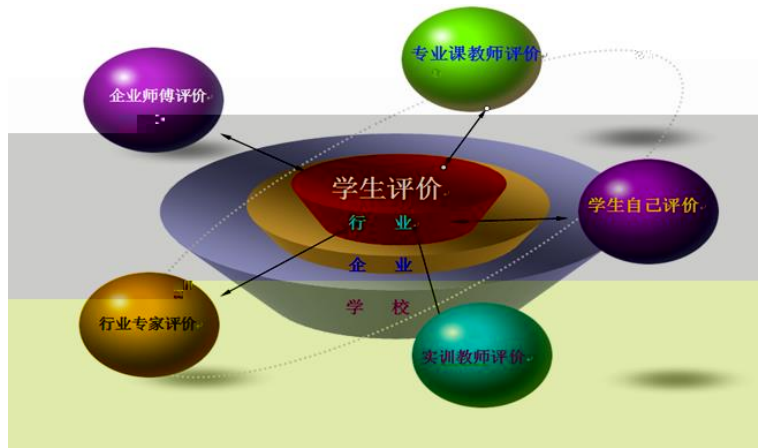 专业课教师评价
企业师傅评价
学生评价
学生自己评价
行 业
企 业
学 校
行业专家评价
实训教师评价